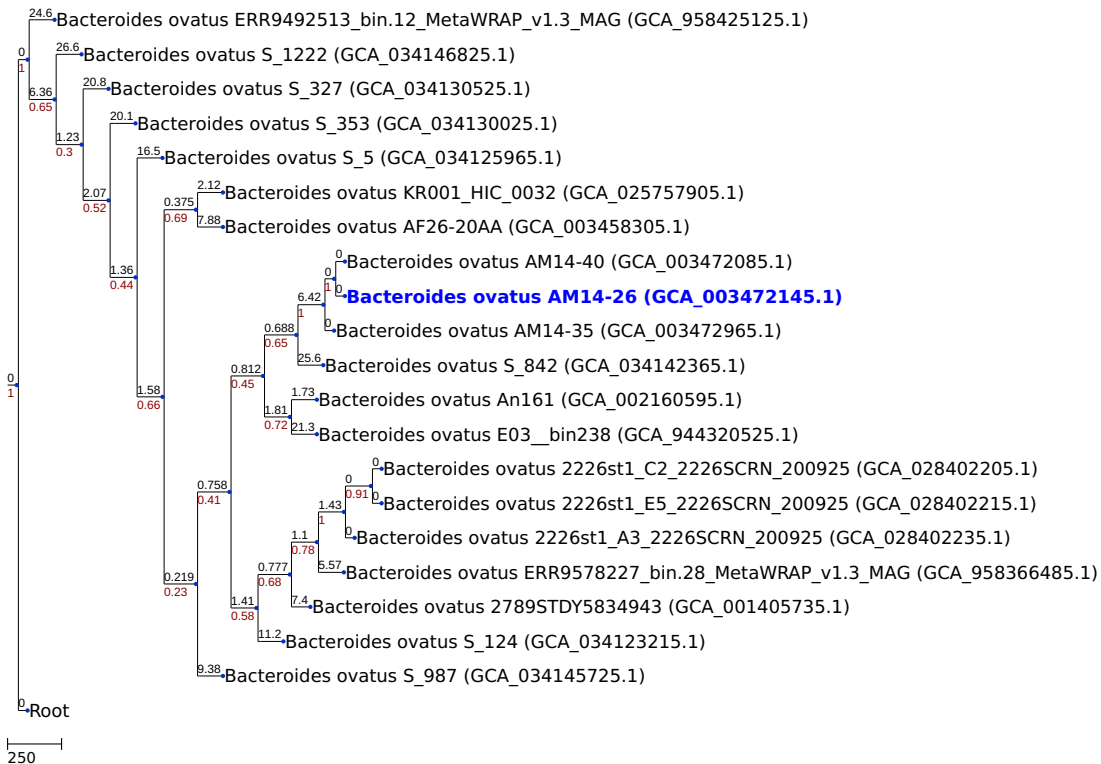 24.6 Bacteroides ovatus ERR9492513_bin.12_MetaWRAP_v1.3_MAG (GCA_958425125.1)
0
1
26.6 Bacteroides ovatus S_1222 (GCA_034146825.1)
6.36
0.65
20.8 Bacteroides ovatus S_327 (GCA_034130525.1)
1.23
0.3
20.1 Bacteroides ovatus S_353 (GCA_034130025.1)
2.07
0.52
16.5 Bacteroides ovatus S_5 (GCA_034125965.1)
1.36
0.44
2.12 Bacteroides ovatus KR001_HIC_0032 (GCA_025757905.1)
0.375
0.69
7.88 Bacteroides ovatus AF26-20AA (GCA_003458305.1)
0 Bacteroides ovatus AM14-40 (GCA_003472085.1)
0
1
0 Bacteroides ovatus AM14-26 (GCA_003472145.1)
6.42
1
0 Bacteroides ovatus AM14-35 (GCA_003472965.1)
0.688
0.65
25.6 Bacteroides ovatus S_842 (GCA_034142365.1)
0.812
0.45
0
1
1.58
0.66
1.73 Bacteroides ovatus An161 (GCA_002160595.1)
1.81
0.72
21.3 Bacteroides ovatus E03__bin238 (GCA_944320525.1)
0 Bacteroides ovatus 2226st1_C2_2226SCRN_200925 (GCA_028402205.1)
0
0.91
0.758
0.41
0 Bacteroides ovatus 2226st1_E5_2226SCRN_200925 (GCA_028402215.1)
1.43
1
0 Bacteroides ovatus 2226st1_A3_2226SCRN_200925 (GCA_028402235.1)
1.1
0.78
5.57 Bacteroides ovatus ERR9578227_bin.28_MetaWRAP_v1.3_MAG (GCA_958366485.1)
0.777
0.68
0.219
0.23
7.4 Bacteroides ovatus 2789STDY5834943 (GCA_001405735.1)
1.41
0.58
11.2 Bacteroides ovatus S_124 (GCA_034123215.1)
9.38 Bacteroides ovatus S_987 (GCA_034145725.1)
0 Root
250